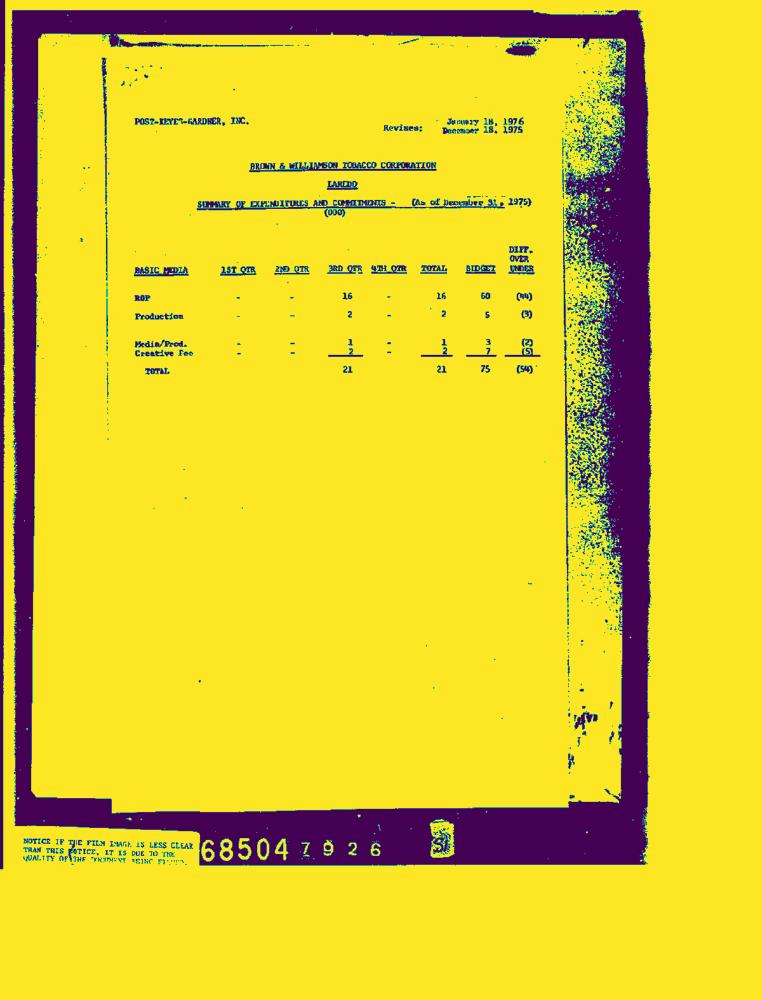 POST-KEYES-GARDNER, INC.
January 18, 1976
Revised: December 18, 1975
BROWN & WILLIAMSON TOBACCO CORPORATION
LAREDO
SUMMARY OF EXPENDITURES AND COMMITMENTS - (As of December 31, 1975)
(000)
DIFF.
OVER
BASIC MEDIA 1ST QTR 2ND QTR 3RD QTR 4TH QTR TOTAL BUDGET UNDER
ROP - - 16 - 16 60 (44)
Production - - 2 - 2 5 (3)
Media/Prod. - - 1 - 1 3 (2)
Creative Fee - - 2 - 2 7 (5)
TOTAL 21 21 75 (54)
NOTICE IF THE FILM IMAGE IS LESS CLEAR
THAN THIS NOTICE, IT IS DUE TO THE
QUALITY OF THE DOCUMENT BEING FILMED.
68504 7926